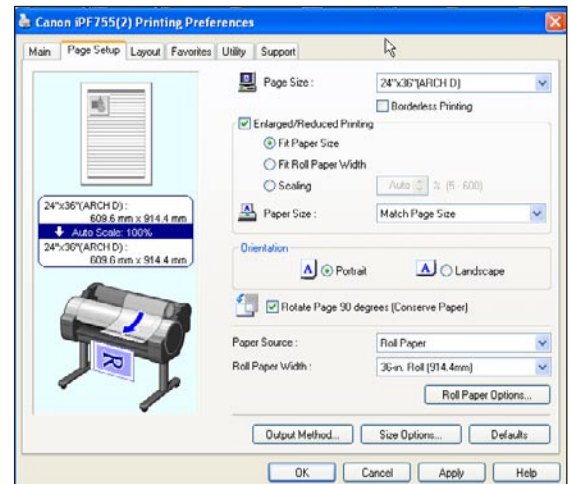 Canon iPF755(2) Printing Preferences
Main Page Setup Layout Favorites Utility Support
Page Size : 24"x36"(ARCH D)
Borderless Printing
Enlarged/Reduced Printing
Fit Paper Size
Fit Roll Paper Width
Scaling Auto % (5 - 600)
Paper Size : Match Page Size
24"x36"(ARCH D) :
609.6 mm x 914.4 mm
Auto Scale: 100%
24"x36"(ARCH D) :
609.6 mm x 914.4 mm
Orientation
A Portrait A Landscape
Rotate Page 90 degrees (Conserve Paper)
R
Paper Source : Roll Paper
Roll Paper Width : 36-in. Roll (914.4mm)
Roll Paper Options...
Output Method... Size Options... Defaults
OK Cancel Apply Help